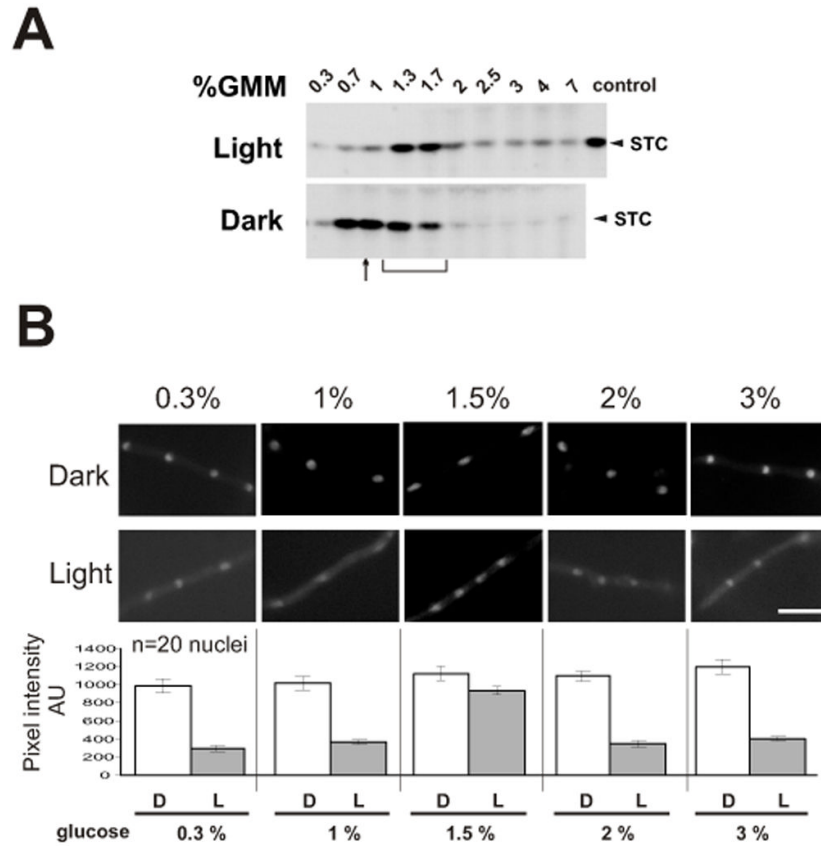 A
%GMM 0.3 0.7 1 1.3 1.7 2 2.5 3 4 7 control
Light STC
Dark STC
B
0.3% 1% 1.5% 2% 3%
Dark
Light
n=20 nuclei
Pixel intensity
AU
1400
1200
1000
800
600
400
200
0
D L D L D L D L D L
glucose 0.3 % 1 % 1.5 % 2 % 3 %